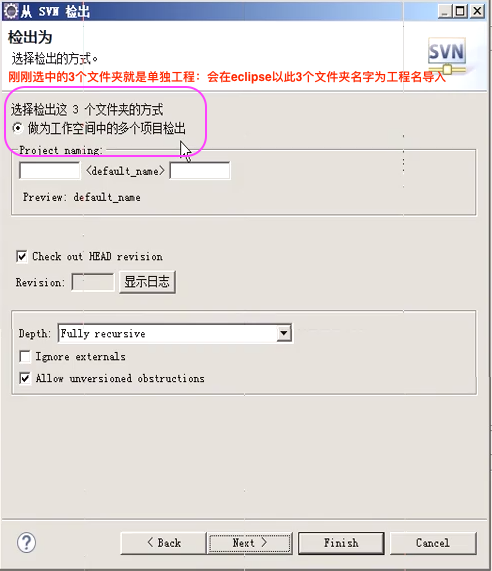 从 SVN 检出
检出为
选择检出的方式。
SVN
刚刚选中的3个文件夹就是单独工程：会在eclipse以此3个文件夹名字为工程名导入
选择检出这 3 个文件夹的方式
做为工作空间中的多个项目检出
Project naming:
<default_name>
Preview: default_name
Check out HEAD revision
Revision: 显示日志
Depth: Fully recursive
Ignore externals
Allow unversioned obstructions
? < Back Next > Finish Cancel